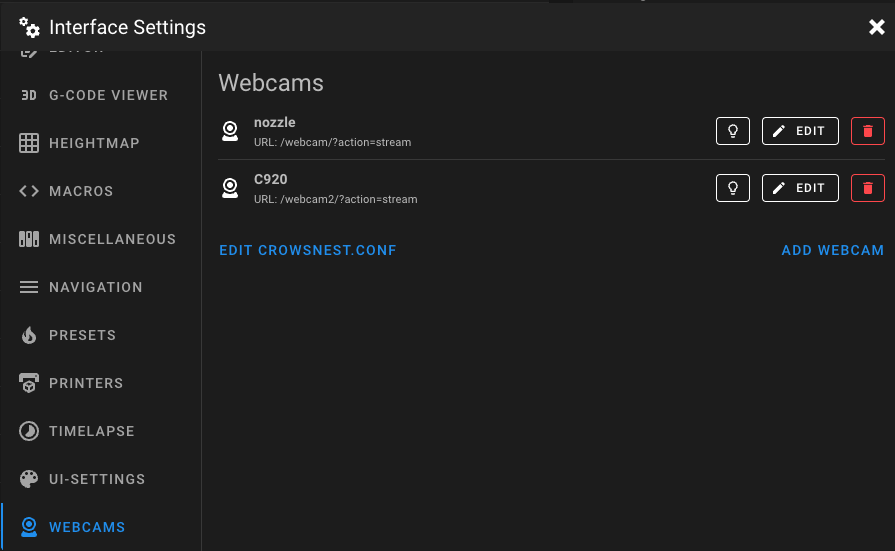 Interface Settings
EDITOR
3D G-CODE VIEWER
HEIGHTMAP
MACROS
MISCELLANEOUS
NAVIGATION
PRESETS
PRINTERS
TIMELAPSE
UI-SETTINGS
WEBCAMS
Webcams
nozzle
URL: /webcam/?action=stream
EDIT
C920
URL: /webcam2/?action=stream
EDIT
EDIT CROWSNEST.CONF
ADD WEBCAM